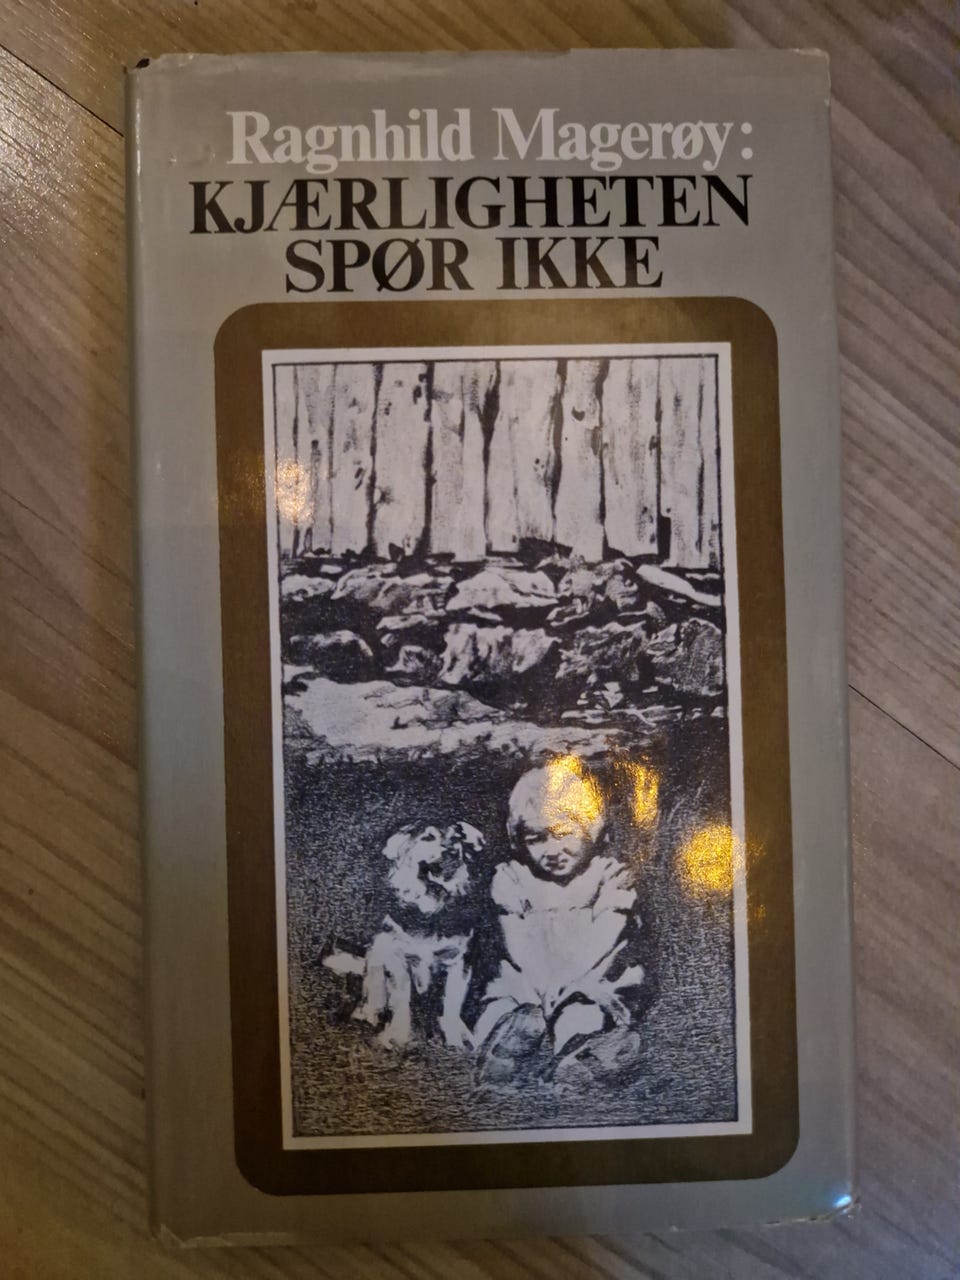 Ragnhild Magerøy:
KJÆRLIGHETEN
SPØR IKKE